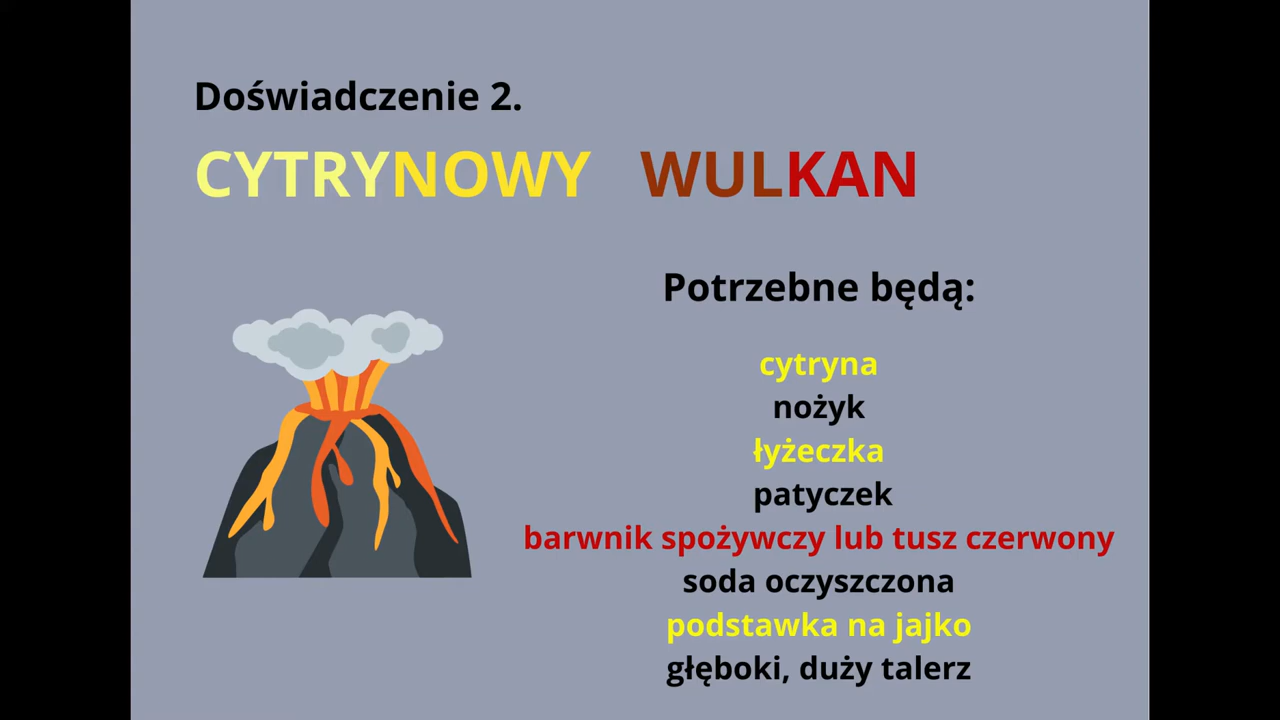 Doświadczenie 2.
CYTRYNOWY WULKAN
Potrzebne będą:
cytryna
nożyk
łyżeczka
patyczek
barwnik spożywczy lub tusz czerwony
soda oczyszczona
podstawka na jajko
głęboki, duży talerz